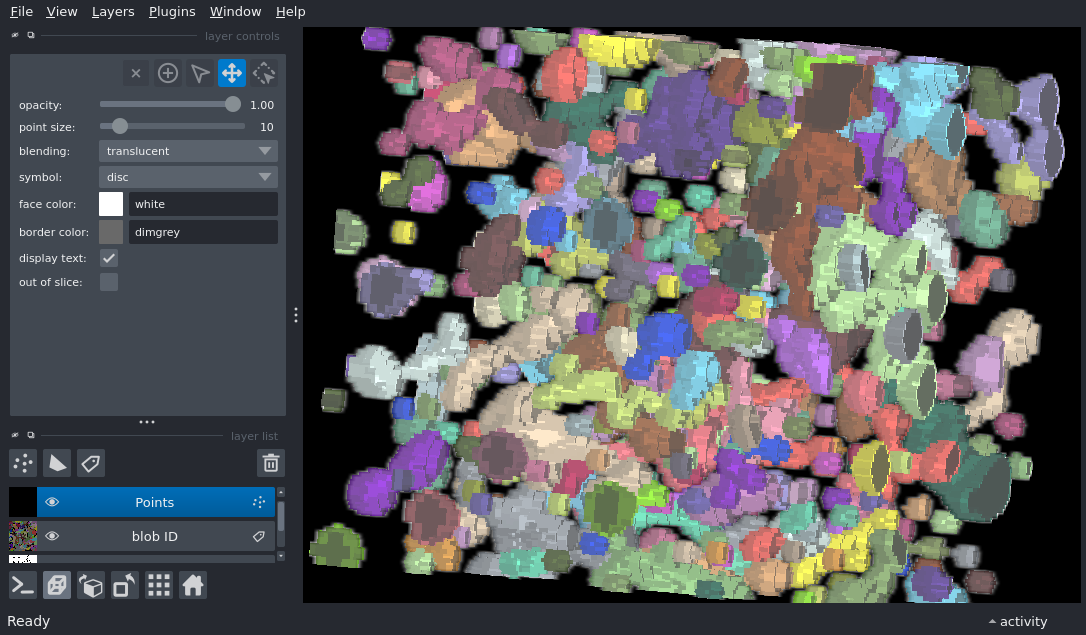 File View Layers Plugins Window Help
layer controls
opacity: 1.00
point size: 10
blending: translucent
symbol: disc
face color: white
border color: dimgrey
display text:
out of slice:
layer list
Points
blob ID
Ready
activity